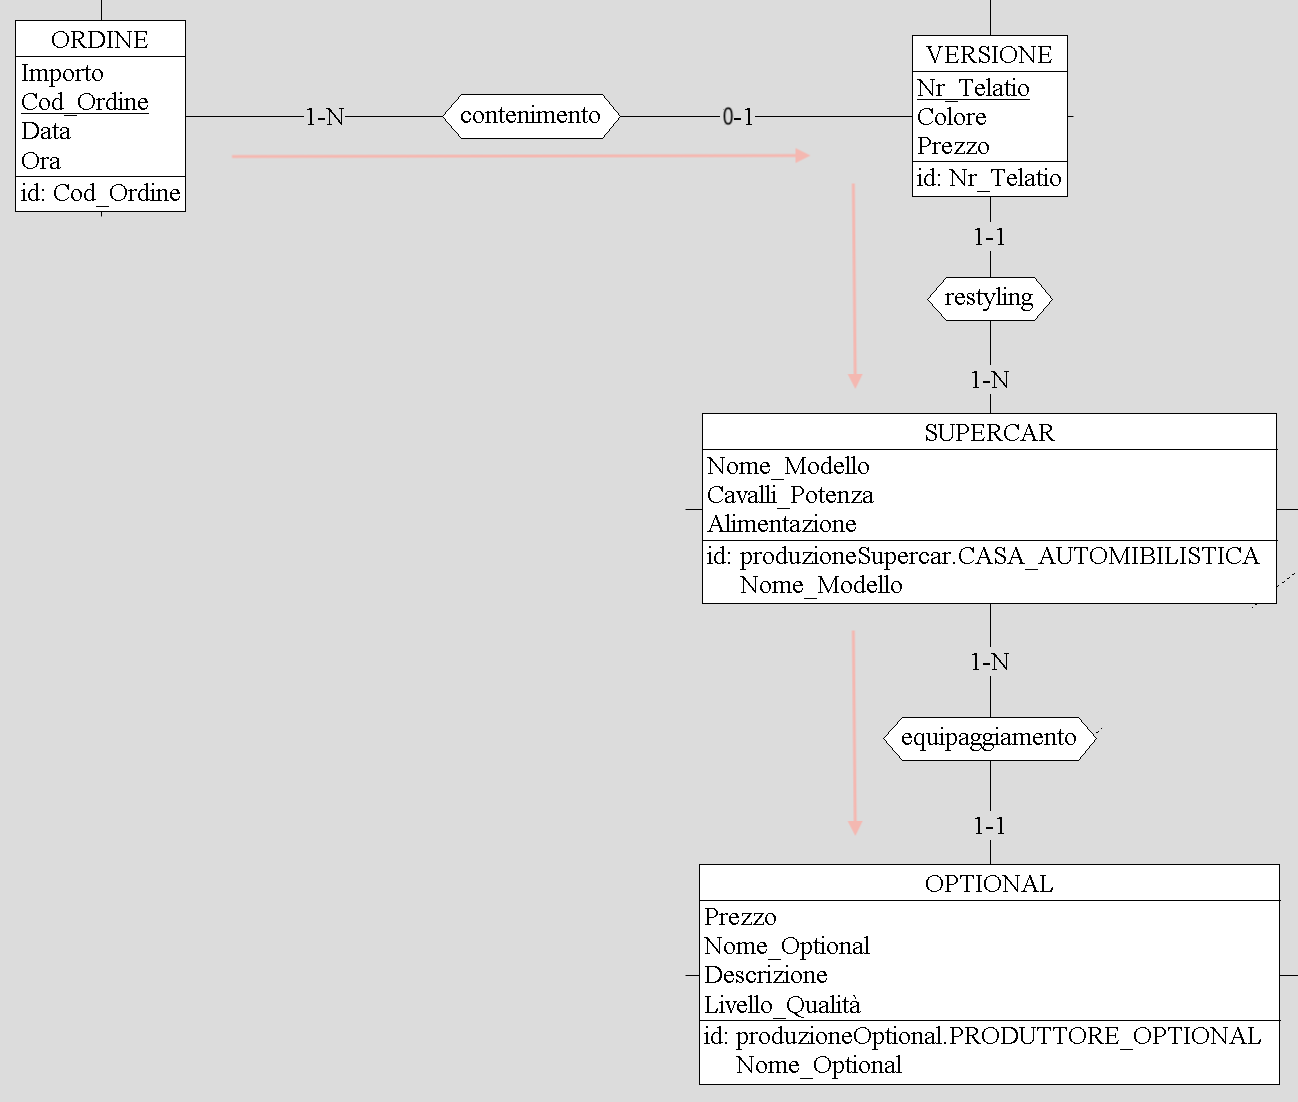 ORDINE
Importo
Cod_Ordine
Data
Ora
id: Cod_Ordine
1-N
contenimento
0-1
VERSIONE
Nr_Telatio
Colore
Prezzo
id: Nr_Telatio
1-1
restyling
1-N
SUPERCAR
Nome_Modello
Cavalli_Potenza
Alimentazione
id: produzioneSupercar.CASA_AUTOMIBILISTICA
Nome_Modello
1-N
equipaggiamento
1-1
OPTIONAL
Prezzo
Nome_Optional
Descrizione
Livello_Qualità
id: produzioneOptional.PRODUTTORE_OPTIONAL
Nome_Optional